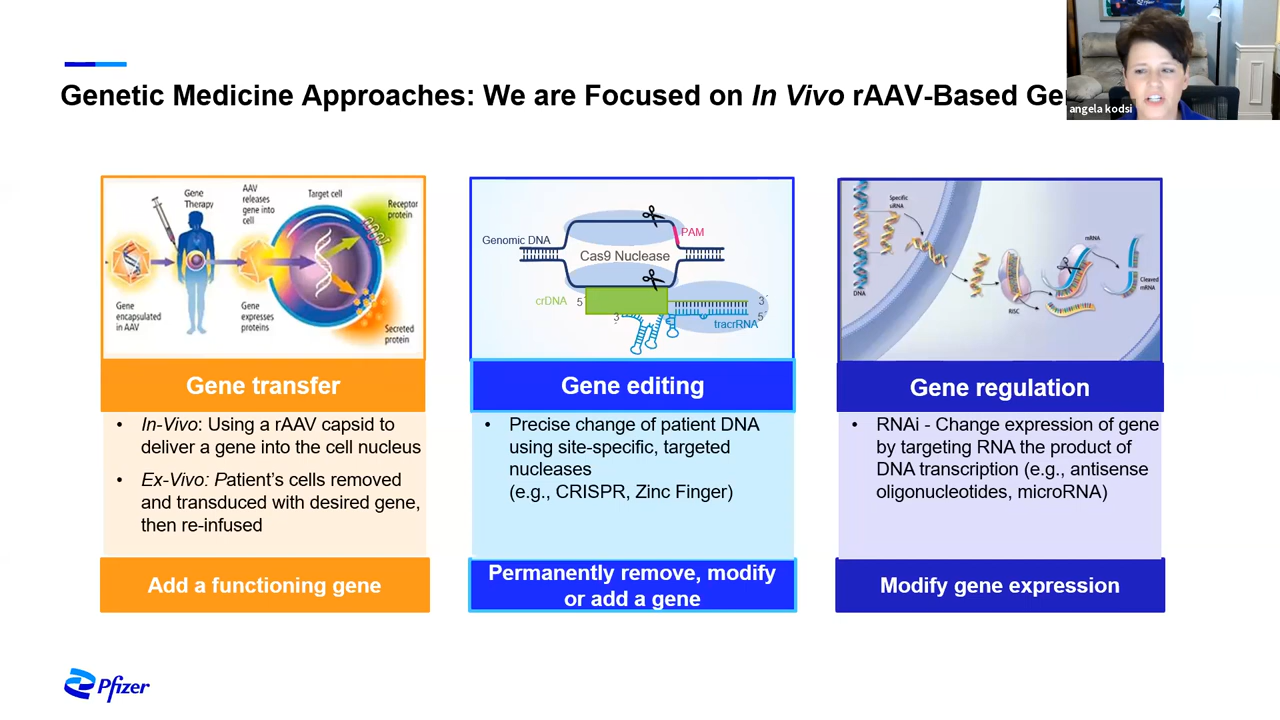 Genetic Medicine Approaches: We are Focused on In Vivo rAAV-Based Ge
angela kodsi
Gene
Therapy
AAV
releases
gene into
cell
Target cell
Receptor
protein
Gene
encapsulated
in AAV
Gene
expresses
proteins
Secreted
protein
Gene transfer
• In-Vivo: Using a rAAV capsid to
deliver a gene into the cell nucleus
• Ex-Vivo: Patient's cells removed
and transduced with desired gene,
then re-infused
Add a functioning gene
Genomic DNA
PAM
Cas9 Nuclease
crDNA
5´
3´
3´
5´
tracrRNA
Gene editing
• Precise change of patient DNA
using site-specific, targeted
nucleases
(e.g., CRISPR, Zinc Finger)
Permanently remove, modify
or add a gene
Specific
siRNA
DNA
RISC
mRNA
Cleaved
mRNA
Gene regulation
• RNAi - Change expression of gene
by targeting RNA the product of
DNA transcription (e.g., antisense
oligonucleotides, microRNA)
Modify gene expression
Pfizer